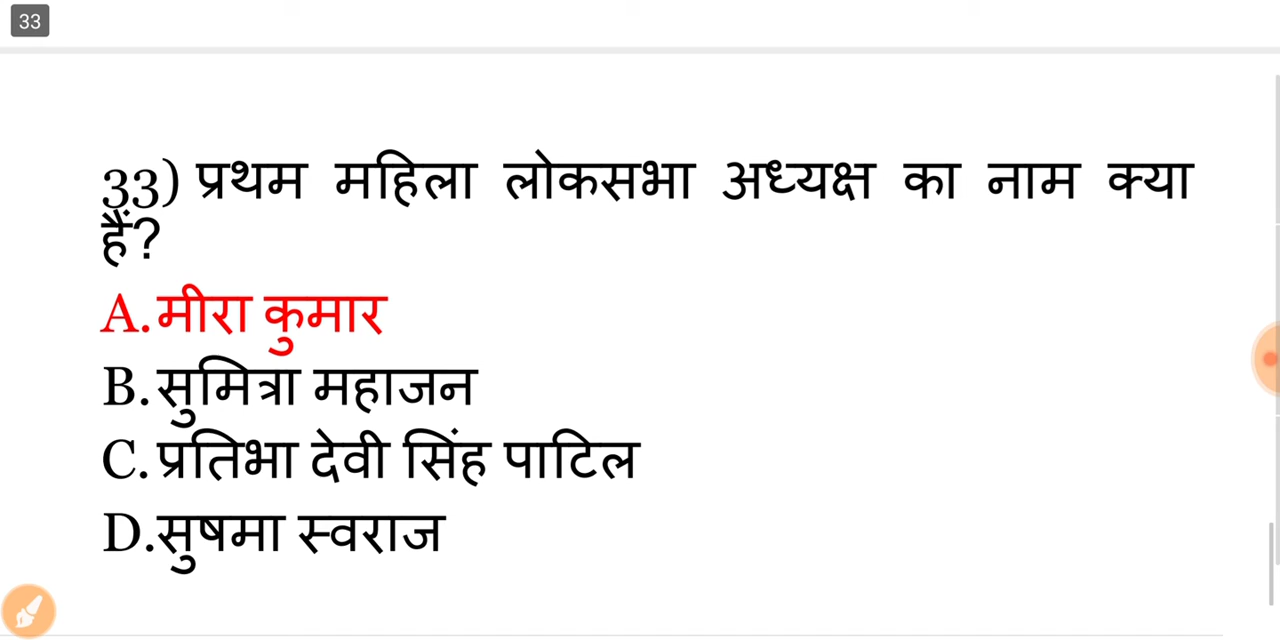 33
33) प्रथम महिला लोकसभा अध्यक्ष का नाम क्या
हैं?
A.मीरा कुमार
B.सुमित्रा महाजन
C.प्रतिभा देवी सिंह पाटिल
D.सुषमा स्वराज